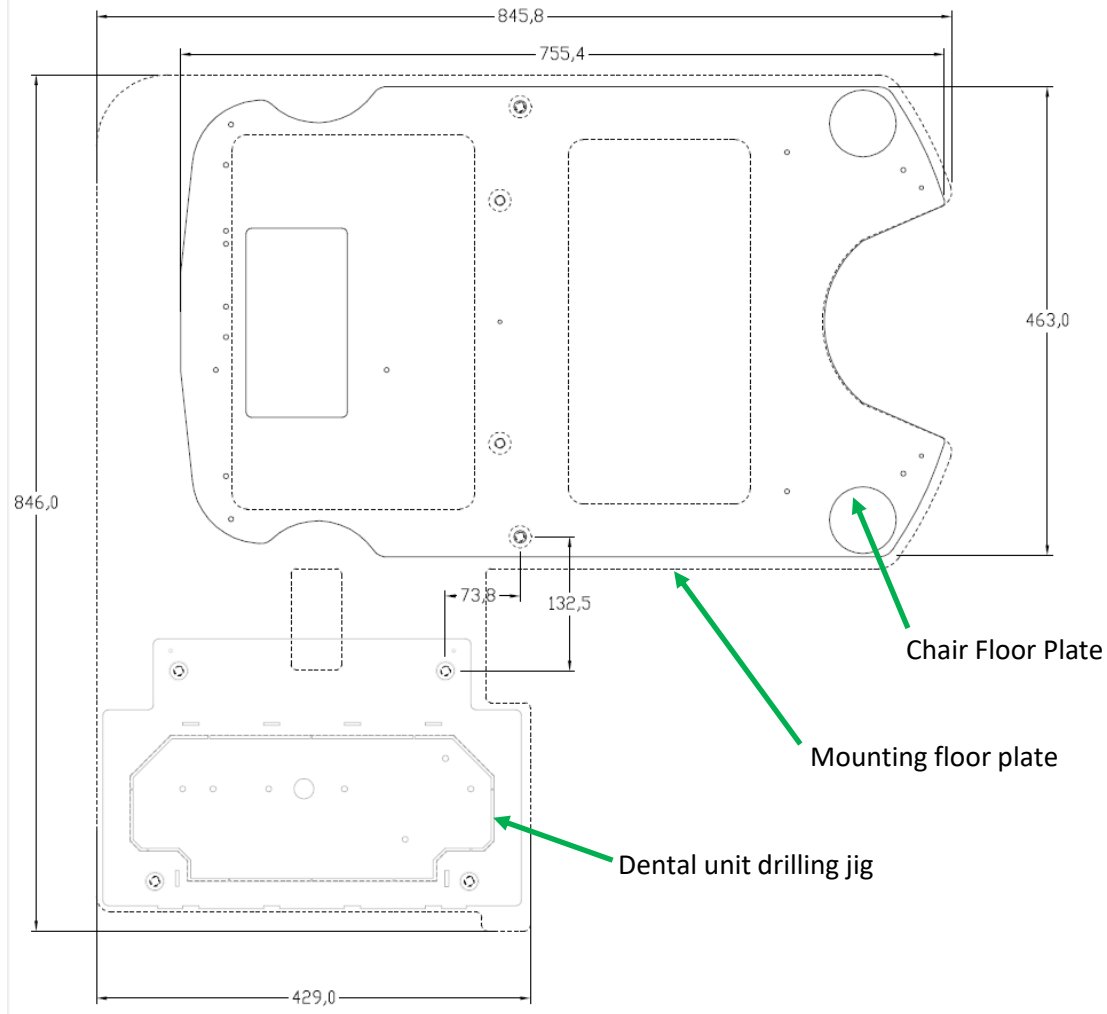 845,8
755,4
463,0
846,0
73,8
132,5
Chair Floor Plate
Mounting floor plate
Dental unit drilling jig
429,0